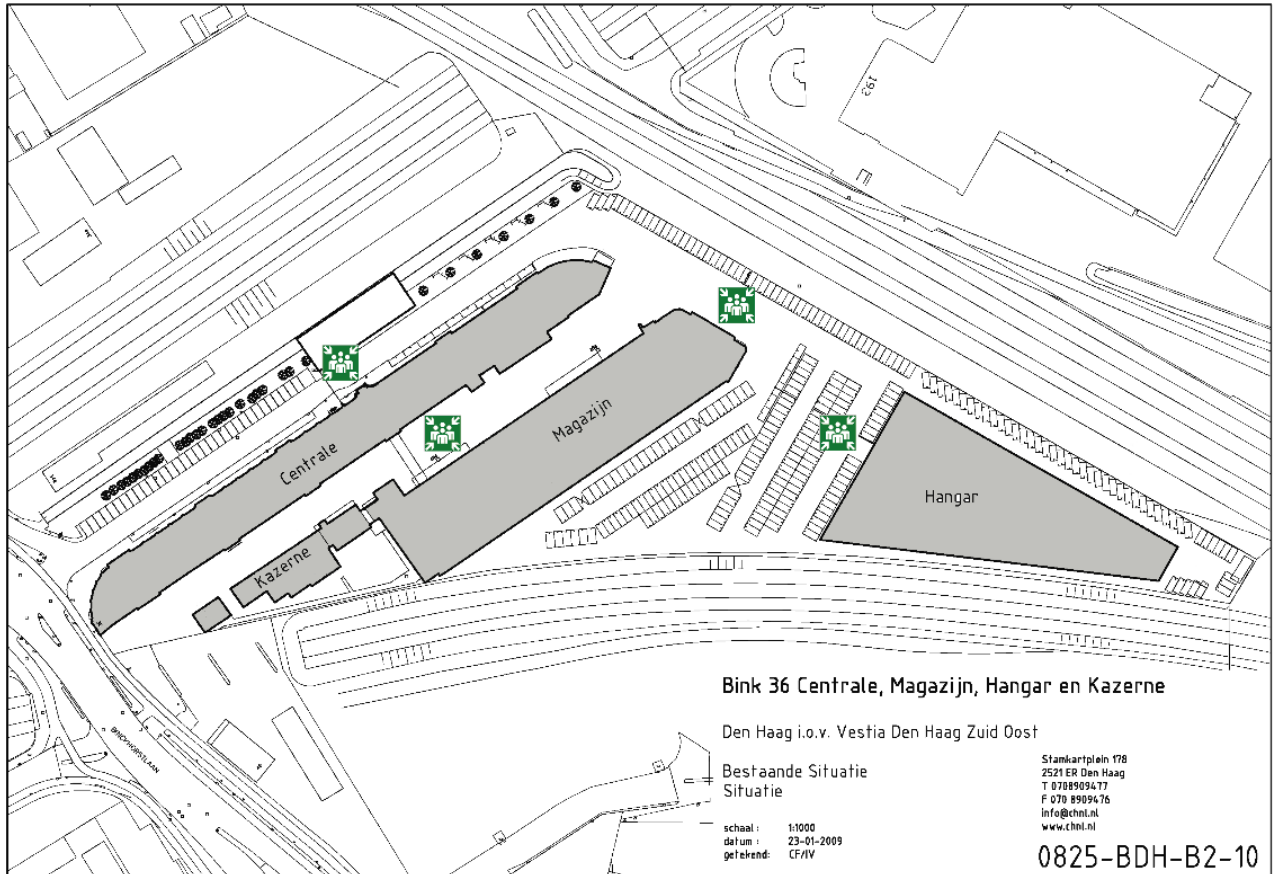 193
Centrale
Magazijn
Hangar
Kazerne
BINCKHORSTLAAN
Bink 36 Centrale, Magazijn, Hangar en Kazerne
Den Haag i.o.v. Vestia Den Haag Zuid Oost
Bestaande Situatie
Situatie
schaal : 1:1000
datum : 23-01-2009
getekend: CF/IV
Stamkartplein 178
2521 ER Den Haag
T 0708909477
F 070 8909476
info@chnl.nl
www.chnl.nl
0825-BDH-B2-10